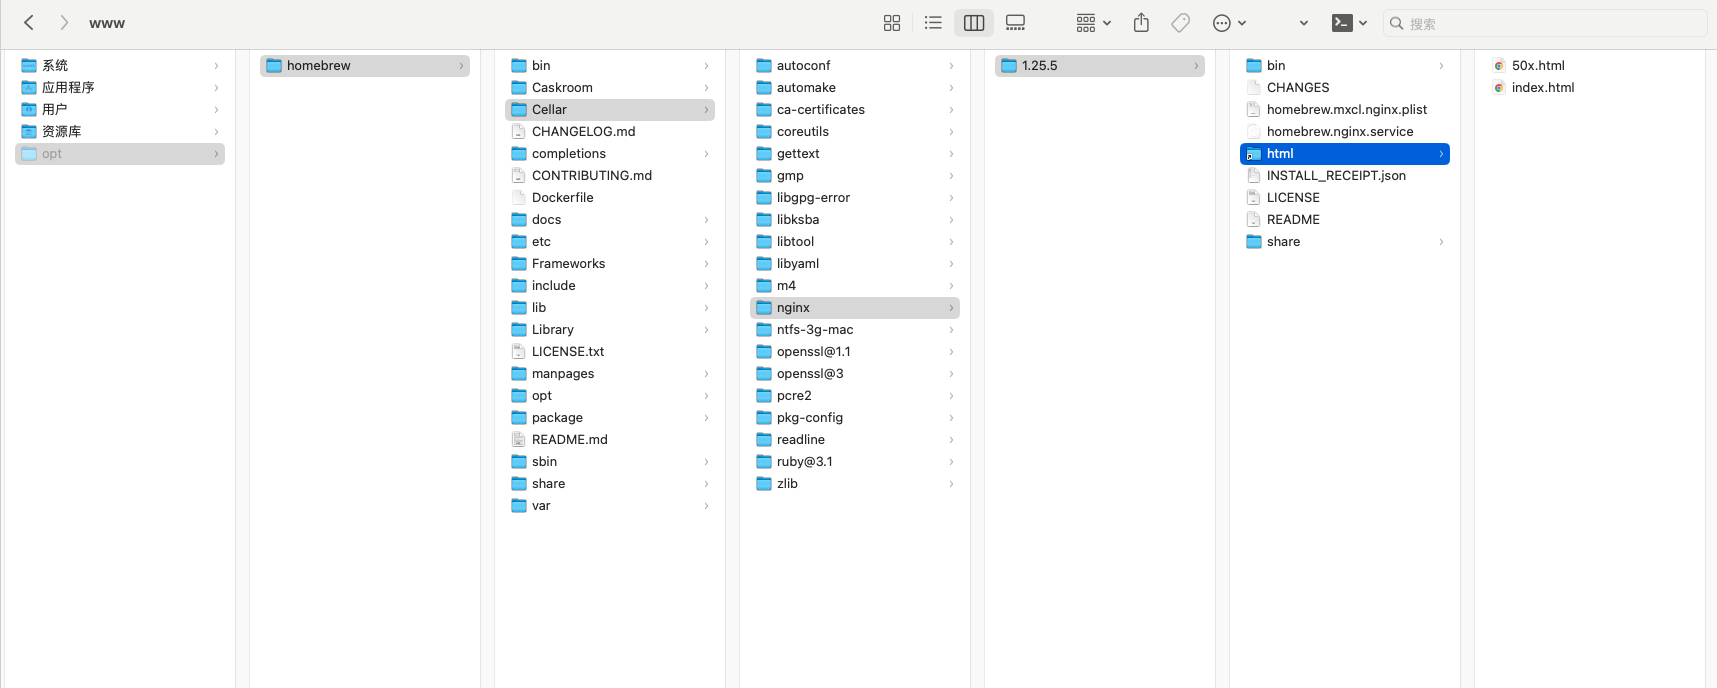 www
搜索
系统
应用程序
用户
资源库
opt
homebrew
bin
Caskroom
Cellar
CHANGELOG.md
completions
CONTRIBUTING.md
Dockerfile
docs
etc
Frameworks
include
lib
Library
LICENSE.txt
manpages
opt
package
README.md
sbin
share
var
autoconf
automake
ca-certificates
coreutils
gettext
gmp
libgpg-error
libksba
libtool
libyaml
m4
nginx
ntfs-3g-mac
openssl@1.1
openssl@3
pcre2
pkg-config
readline
ruby@3.1
zlib
1.25.5
bin
CHANGES
homebrew.mxcl.nginx.plist
homebrew.nginx.service
html
INSTALL_RECEIPT.json
LICENSE
README
share
50x.html
index.html